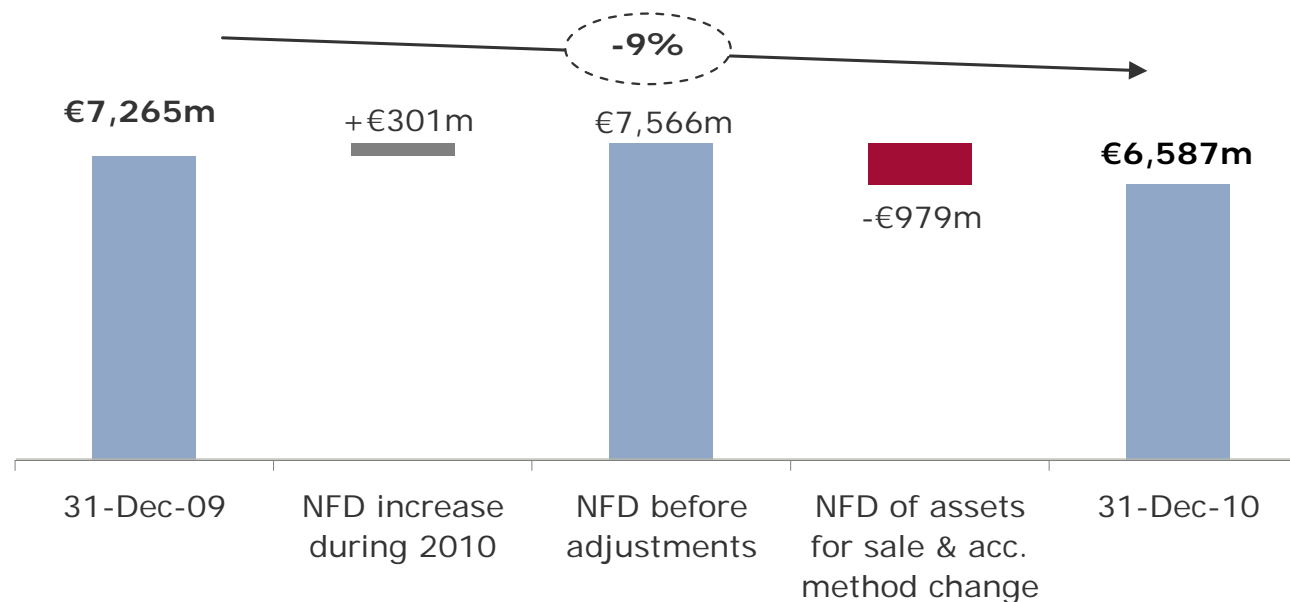 -9%
€7,265m
+€301m
€7,566m
-€979m
€6,587m
31-Dec-09
NFD increase
during 2010
NFD before
adjustments
NFD of assets
for sale & acc.
method change
31-Dec-10